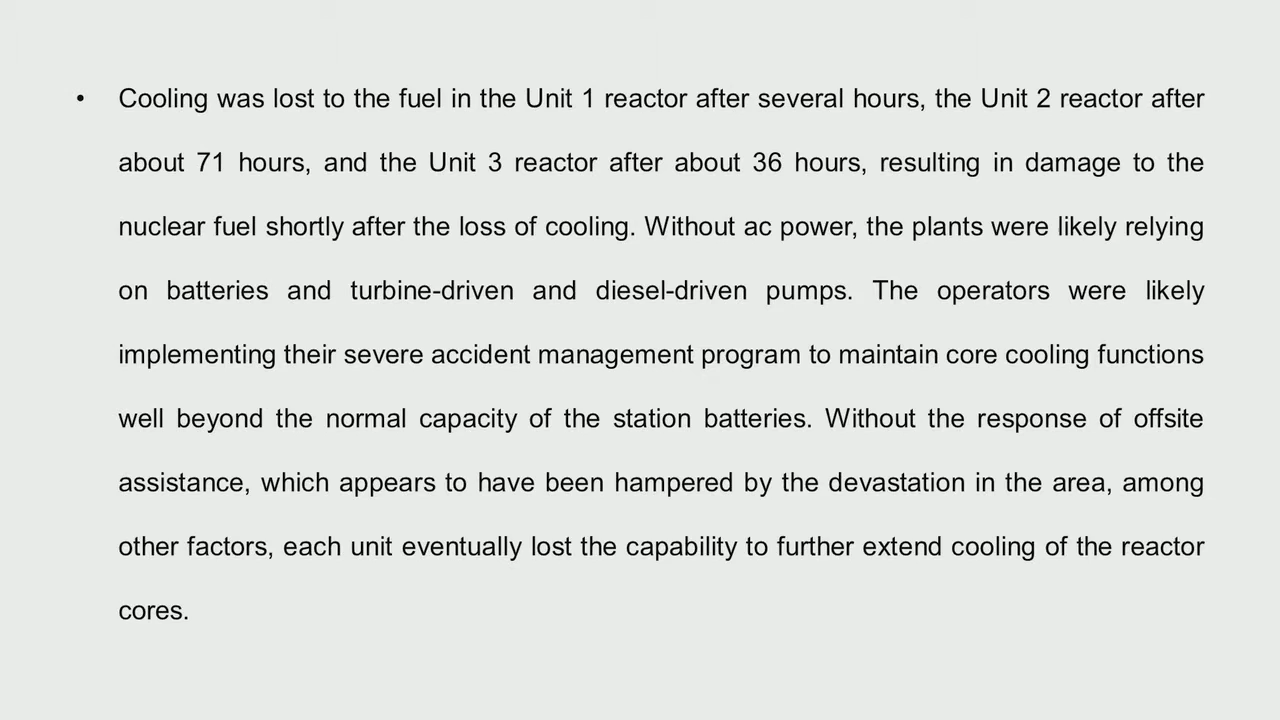 • Cooling was lost to the fuel in the Unit 1 reactor after several hours, the Unit 2 reactor after
about 71 hours, and the Unit 3 reactor after about 36 hours, resulting in damage to the
nuclear fuel shortly after the loss of cooling. Without ac power, the plants were likely relying
on batteries and turbine-driven and diesel-driven pumps. The operators were likely
implementing their severe accident management program to maintain core cooling functions
well beyond the normal capacity of the station batteries. Without the response of offsite
assistance, which appears to have been hampered by the devastation in the area, among
other factors, each unit eventually lost the capability to further extend cooling of the reactor
cores.